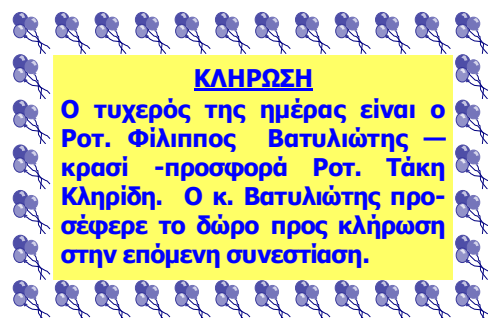 ΚΛΗΡΩΣΗ
Ο τυχερός της ημέρας είναι ο
Ροτ. Φίλιππος Βατυλιώτης —
κρασί -προσφορά Ροτ. Τάκη
Κληρίδη. Ο κ. Βατυλιώτης προ-
σέφερε το δώρο προς κλήρωση
στην επόμενη συνεστίαση.